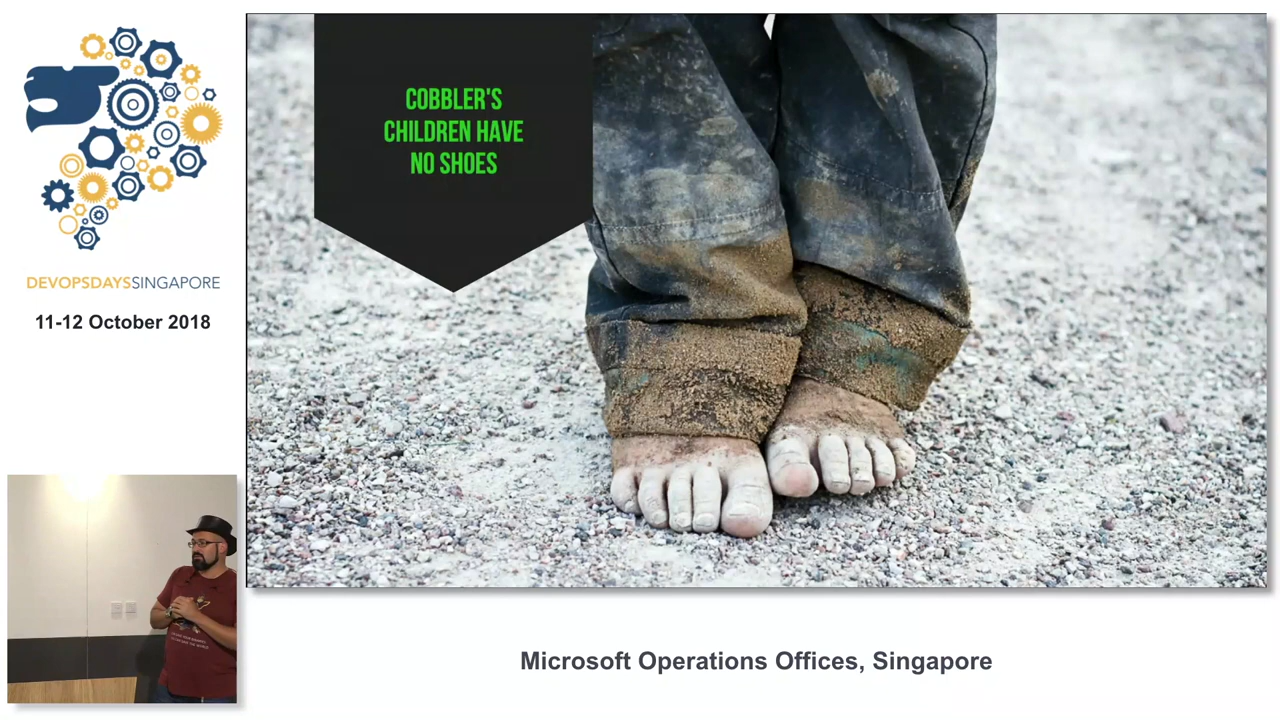 COBBLER'S
CHILDREN HAVE
NO SHOES
DEVOPSDAYSSINGAPORE
11-12 October 2018
Microsoft Operations Offices, Singapore